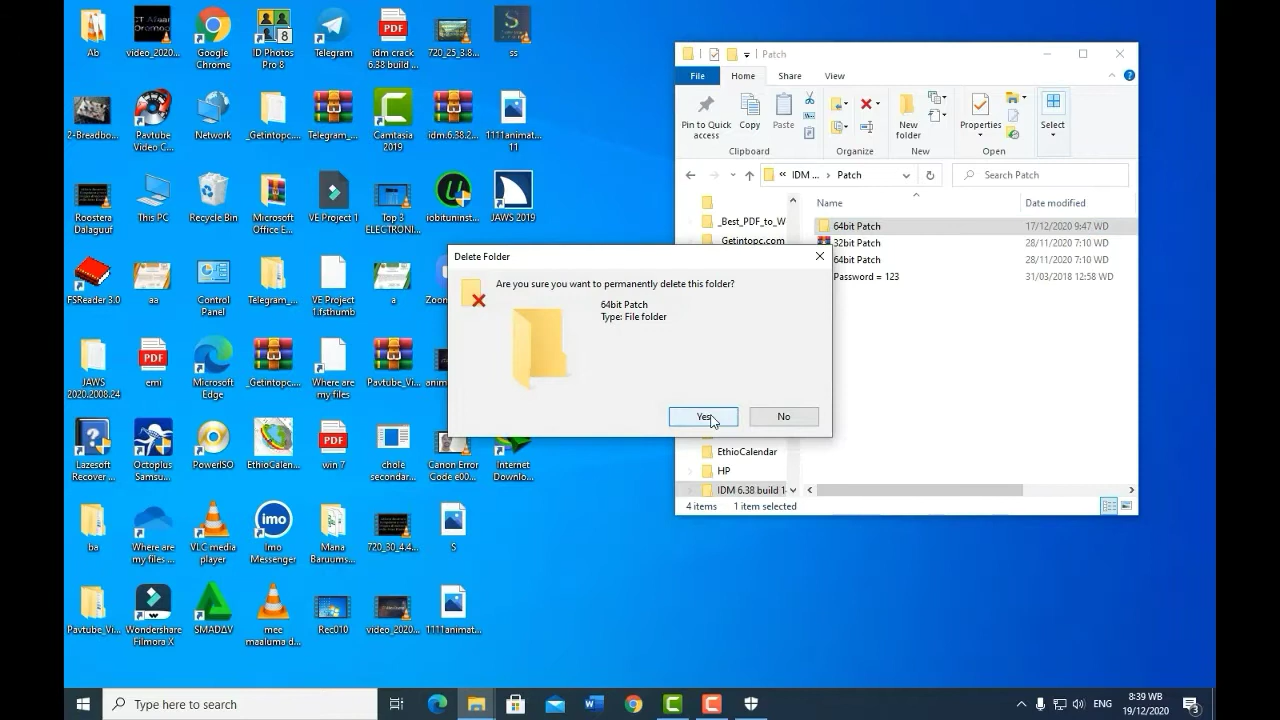 Ab
video_2020...
Google
Chrome
ID Photos
Pro 8
Telegram
idm crack
6.38 build ...
720_25_3.8...
ss
2-Breadbo...
Pavtube
Video C...
Network
_Getintopc....
Telegram_...
Camtasia
2019
idm.6.38.2...
1111animat...
11
Roostera
Dalaguuf
This PC
Recycle Bin
Microsoft
Office E...
VE Project 1
Top 3
ELECTRONI...
iobituninst...
JAWS 2019
FSReader 3.0
aa
Control
Panel
Telegram_...
VE Project
1.fsthumb
a
JAWS
2020.2008.24
emi
Microsoft
Edge
_Getintopc....
Where are
my files
Pavtube_Vi...
Lazesoft
Recover ...
Octoplus
Samsu...
PowerISO
EthioCalen...
win 7
chole
secondar...
Canon Error
Code e00...
Internet
Downlo...
ba
Where are
my files ...
VLC media
player
Imo
Messenger
Mana
Baruums...
720_30_4.4...
S
Pavtube_Vi...
Wondershare
Filmora X
SMADΔV
mee
maaluma d...
Rec010
video_2020...
1111animat...
Patch
File Home Share View
Pin to Quick
access
Copy
Paste
New
folder
Properties
Select
Clipboard Organize New Open
IDM ... › Patch
Search Patch
Name Date modified
_Best_PDF_to_W
_Getintopc.com
64bit Patch 17/12/2020 9:47 WD
32bit Patch 28/11/2020 7:10 WD
64bit Patch 28/11/2020 7:10 WD
Password = 123 31/03/2018 12:58 WD
EthioCalendar
HP
IDM 6.38 build 1
4 items 1 item selected
Delete Folder
Are you sure you want to permanently delete this folder?
64bit Patch
Type: File folder
Yes No
Type here to search
ENG
8:39 WB
19/12/2020
3